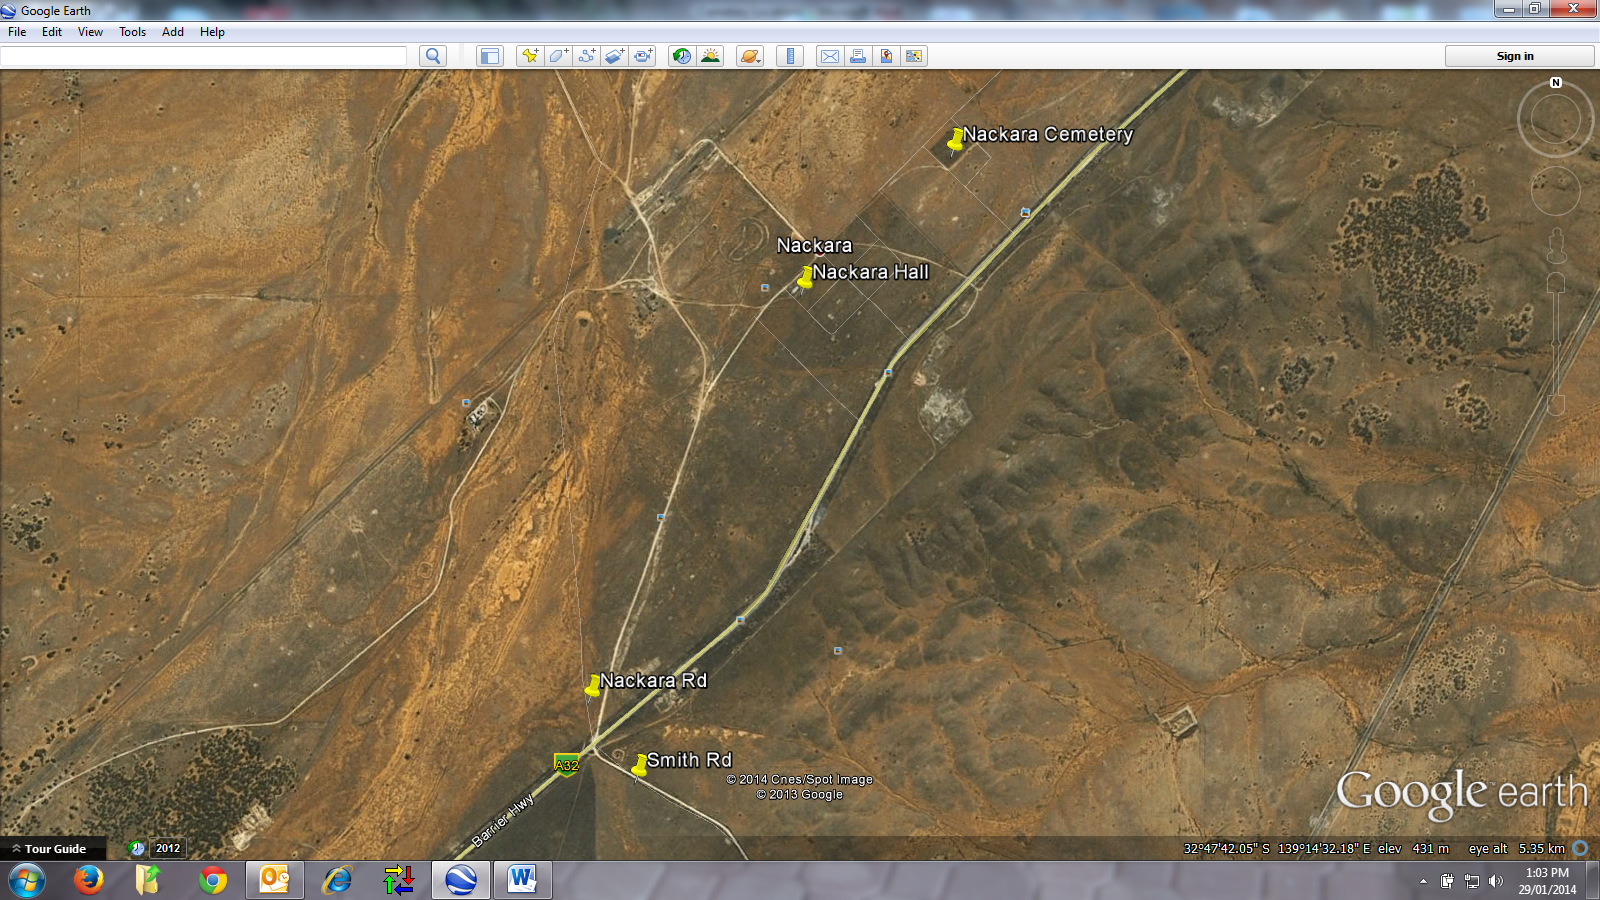 Google Earth
File Edit View Tools Add Help
Sign in
N
Nackara Cemetery
Nackara
Nackara Hall
Nackara Rd
Smith Rd
A32
Barrier Hwy
© 2014 Cnes/Spot Image
© 2013 Google
Google earth
Tour Guide
2012
32°47'42.05" S 139°14'32.18" E elev 431 m eye alt 5.35 km
1:03 PM
29/01/2014